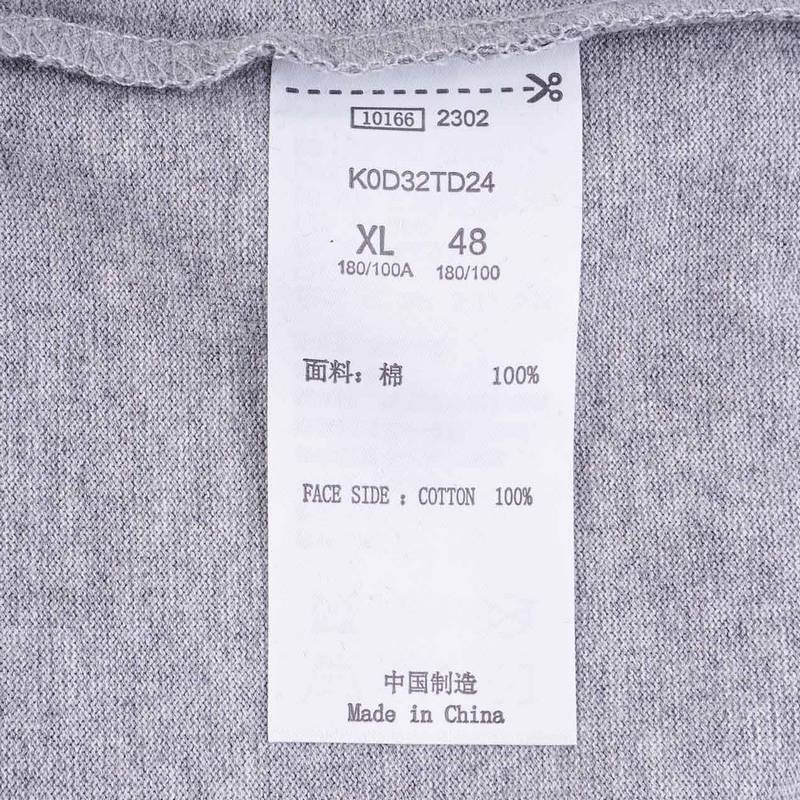 10166 2302
K0D32TD24
XL 48
180/100A 180/100
面料：棉 100%
FACE SIDE : COTTON 100%
中国制造
Made in China